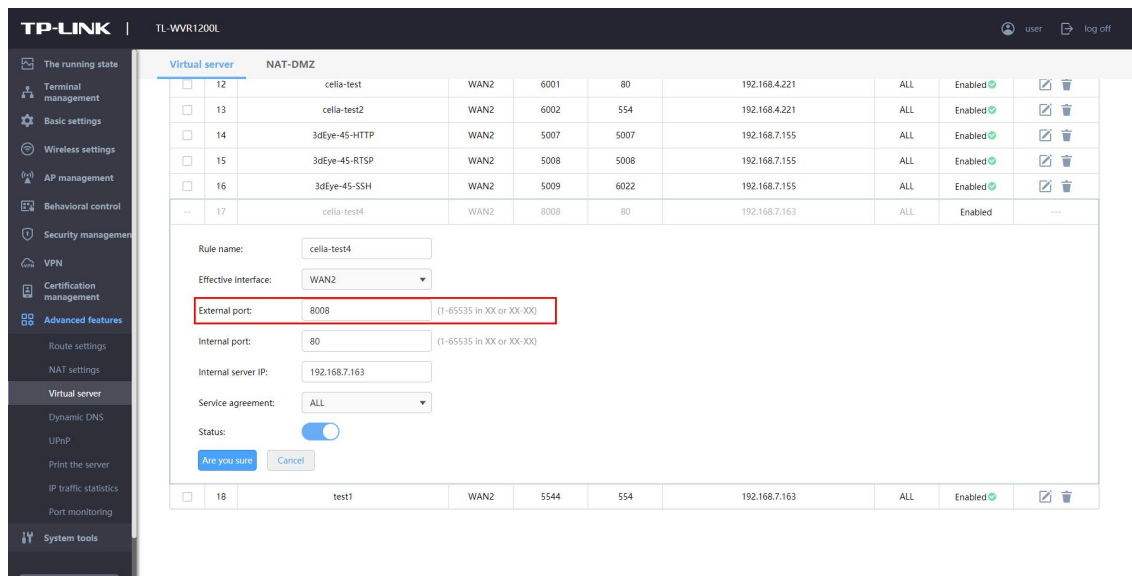 TP-LINK | TL-WVR1200L user log off
The running state
Terminal
management
Basic settings
Wireless settings
AP management
Behavioral control
Security managemen
VPN
Certification
management
Advanced features
Route settings
NAT settings
Virtual server
Dynamic DNS
UPnP
Print the server
IP traffic statistics
Port monitoring
System tools
Virtual server NAT-DMZ
12 celia-test WAN2 6001 80 192.168.4.221 ALL Enabled
13 celia-test2 WAN2 6002 554 192.168.4.221 ALL Enabled
14 3dEye-45-HTTP WAN2 5007 5007 192.168.7.155 ALL Enabled
15 3dEye-45-RTSP WAN2 5008 5008 192.168.7.155 ALL Enabled
16 3dEye-45-SSH WAN2 5009 6022 192.168.7.155 ALL Enabled
-- 17 celia-test4 WAN2 8008 80 192.168.7.163 ALL Enabled ---
Rule name: celia-test4
Effective interface: WAN2
External port: 8008 (1-65535 in XX or XX-XX)
Internal port: 80 (1-65535 in XX or XX-XX)
Internal server IP: 192.168.7.163
Service agreement: ALL
Status:
Are you sure Cancel
18 test1 WAN2 5544 554 192.168.7.163 ALL Enabled